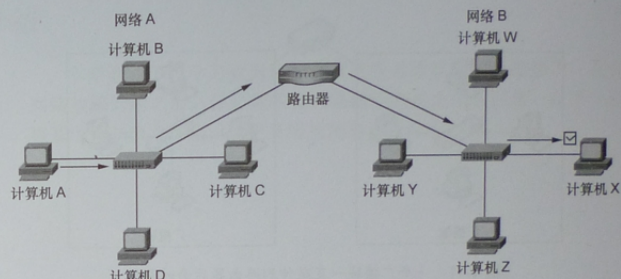 网络 A
计算机 B
网络 B
计算机 W
路由器
计算机 A
计算机 C
计算机 Y
计算机 X
计算机 D
计算机 Z